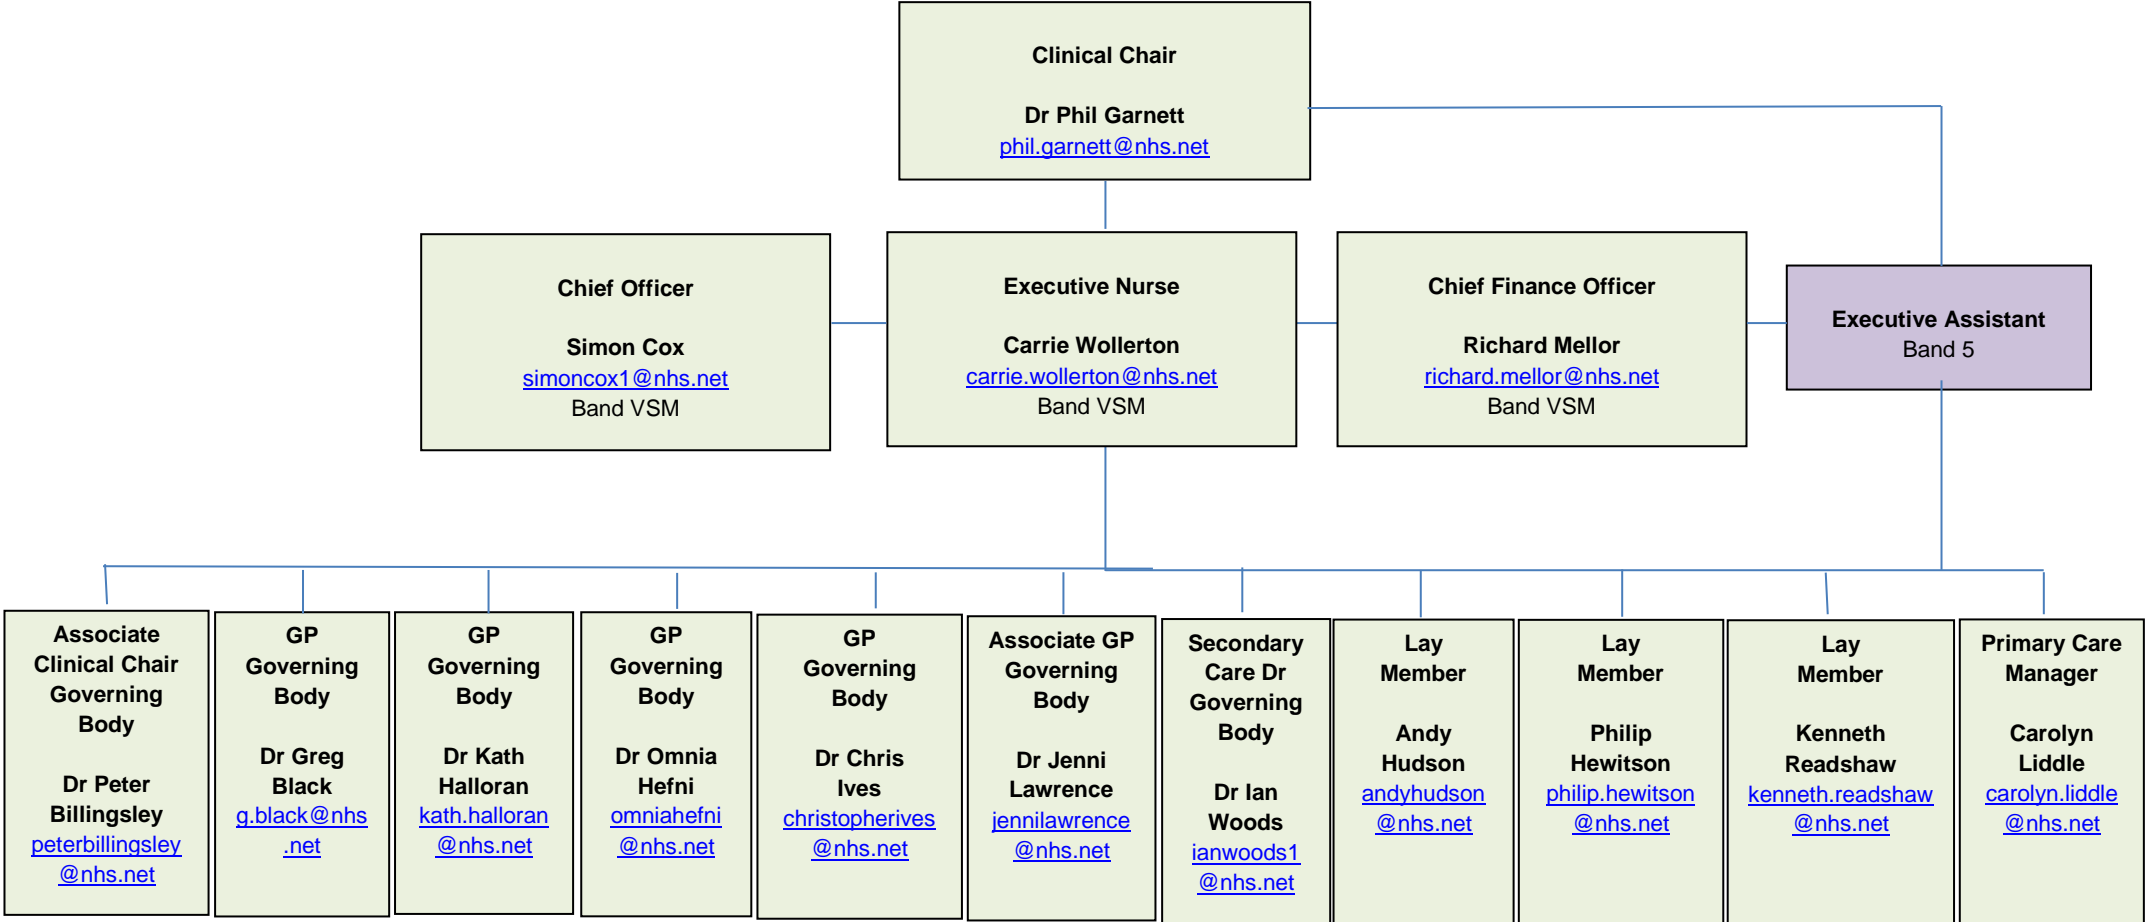 Clinical Chair
Dr Phil Garnett
phil.garnett@nhs.net
Chief Officer
Simon Cox
simoncox1@nhs.net
Band VSM
Executive Nurse
Carrie Wollerton
carrie.wollerton@nhs.net
Band VSM
Chief Finance Officer
Richard Mellor
richard.mellor@nhs.net
Band VSM
Executive Assistant
Band 5
Associate
Clinical Chair
Governing
Body
Dr Peter
Billingsley
peterbillingsley
@nhs.net
GP
Governing
Body
Dr Greg
Black
g.black@nhs
.net
GP
Governing
Body
Dr Kath
Halloran
kath.halloran
@nhs.net
GP
Governing
Body
Dr Omnia
Hefni
omniahefni
@nhs.net
GP
Governing
Body
Dr Chris
Ives
christopherives
@nhs.net
Associate GP
Governing
Body
Dr Jenni
Lawrence
jennilawrence
@nhs.net
Secondary
Care Dr
Governing
Body
Dr Ian
Woods
ianwoods1
@nhs.net
Lay
Member
Andy
Hudson
andyhudson
@nhs.net
Lay
Member
Philip
Hewitson
philip.hewitson
@nhs.net
Lay
Member
Kenneth
Readshaw
kenneth.readshaw
@nhs.net
Primary Care
Manager
Carolyn
Liddle
carolyn.liddle
@nhs.net